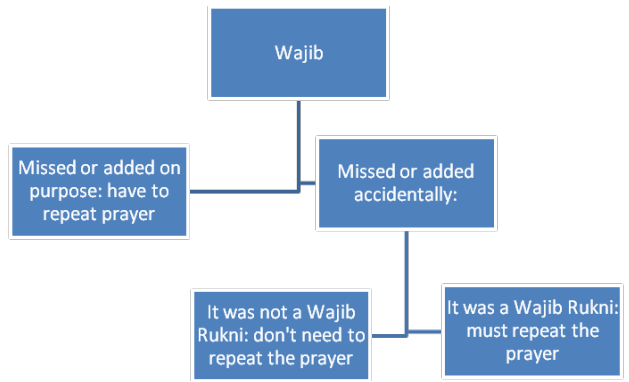 Wajib
Missed or added on
purpose: have to
repeat prayer
Missed or added
accidentally:
It was not a Wajib
Rukni: don't need to
repeat the prayer
It was a Wajib Rukni:
must repeat the
prayer